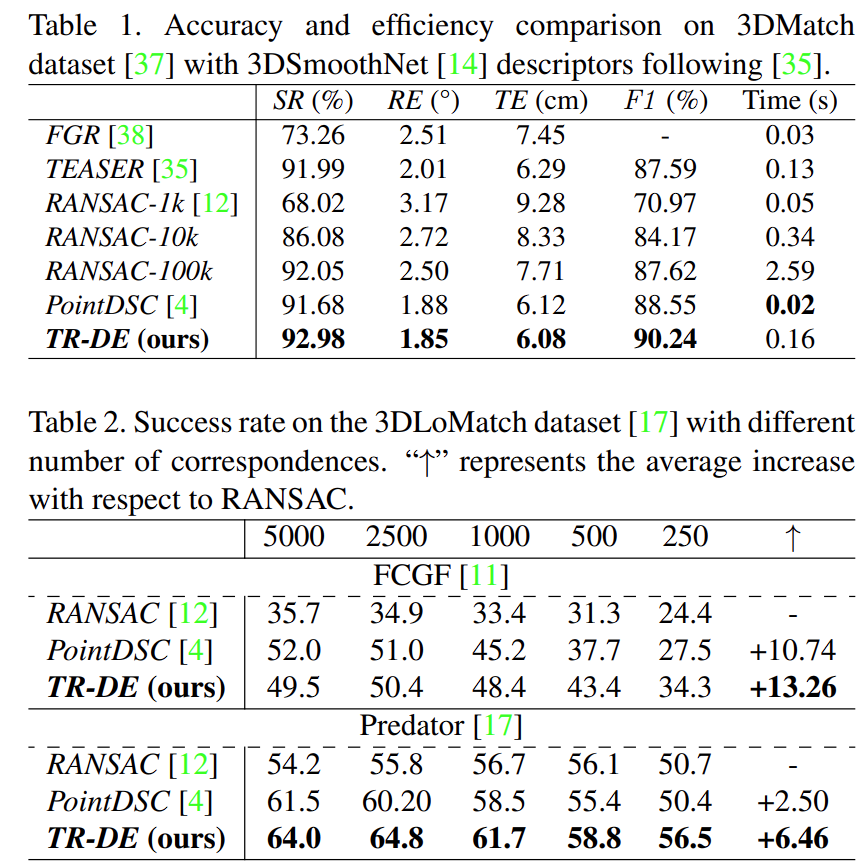 Table 1. Accuracy and efficiency comparison on 3DMatch
dataset [37] with 3DSmoothNet [14] descriptors following [35].
SR (%) RE (°) TE (cm) F1 (%) Time (s)
FGR [38] 73.26 2.51 7.45 - 0.03
TEASER [35] 91.99 2.01 6.29 87.59 0.13
RANSAC-1k [12] 68.02 3.17 9.28 70.97 0.05
RANSAC-10k 86.08 2.72 8.33 84.17 0.34
RANSAC-100k 92.05 2.50 7.71 87.62 2.59
PointDSC [4] 91.68 1.88 6.12 88.55 0.02
TR-DE (ours) 92.98 1.85 6.08 90.24 0.16
Table 2. Success rate on the 3DLoMatch dataset [17] with different
number of correspondences. “↑” represents the average increase
with respect to RANSAC.
5000 2500 1000 500 250 ↑
FCGF [11]
RANSAC [12] 35.7 34.9 33.4 31.3 24.4 -
PointDSC [4] 52.0 51.0 45.2 37.7 27.5 +10.74
TR-DE (ours) 49.5 50.4 48.4 43.4 34.3 +13.26
Predator [17]
RANSAC [12] 54.2 55.8 56.7 56.1 50.7 -
PointDSC [4] 61.5 60.20 58.5 55.4 50.4 +2.50
TR-DE (ours) 64.0 64.8 61.7 58.8 56.5 +6.46